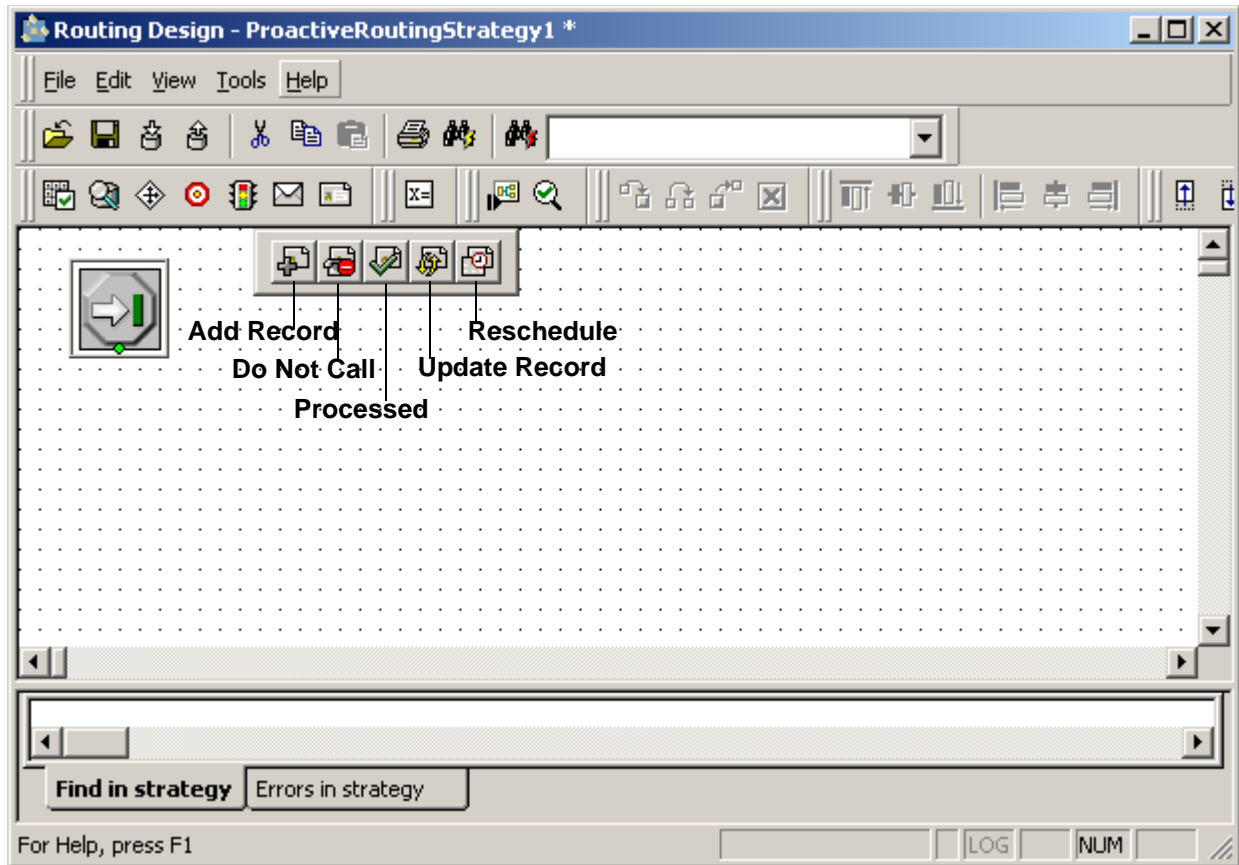 Routing Design - ProactiveRoutingStrategy1 *
File Edit View Tools Help
X=
Add Record
Reschedule
Do Not Call
Update Record
Processed
Find in strategy
Errors in strategy
For Help, press F1
LOG
NUM